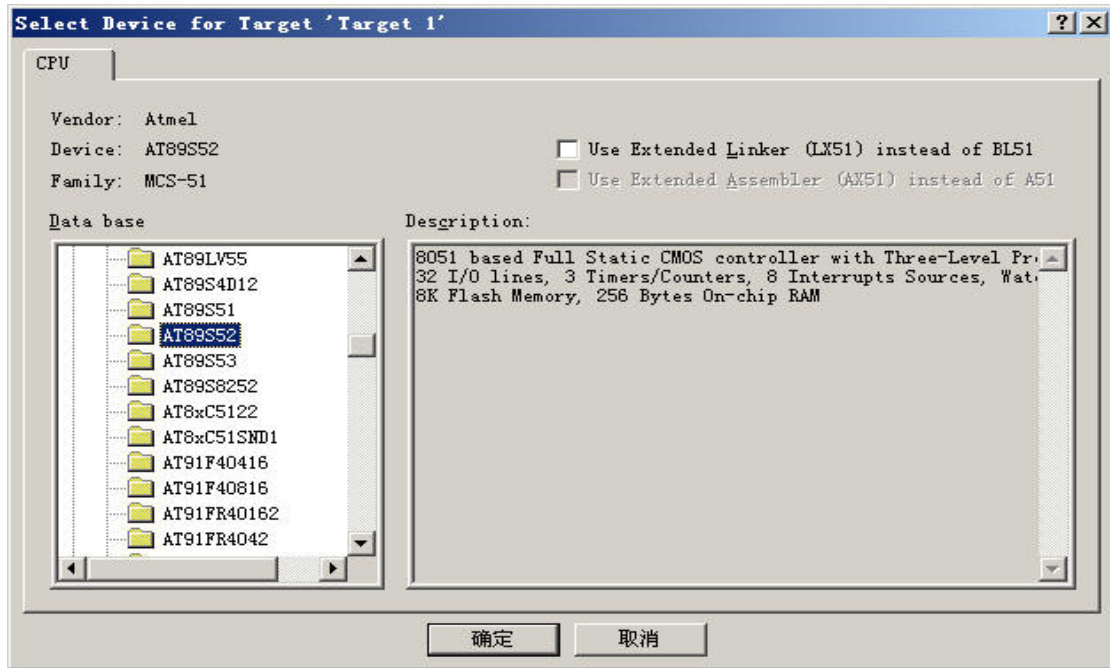 Select Device for Target 'Target 1'
CPU
Vendor: Atmel
Device: AT89S52
Family: MCS-51
Use Extended Linker (LX51) instead of BL51
Use Extended Assembler (AX51) instead of A51
Data base
AT89LV55
AT89S4D12
AT89S51
AT89S52
AT89S53
AT89S8252
AT8xC5122
AT8xC51SND1
AT91F40416
AT91F40816
AT91FR40162
AT91FR4042
Description:
8051 based Full Static CMOS controller with Three-Level
32 I/O lines, 3 Timers/Counters, 8 Interrupts Sources,
8K Flash Memory, 256 Bytes On-chip RAM
确定
取消